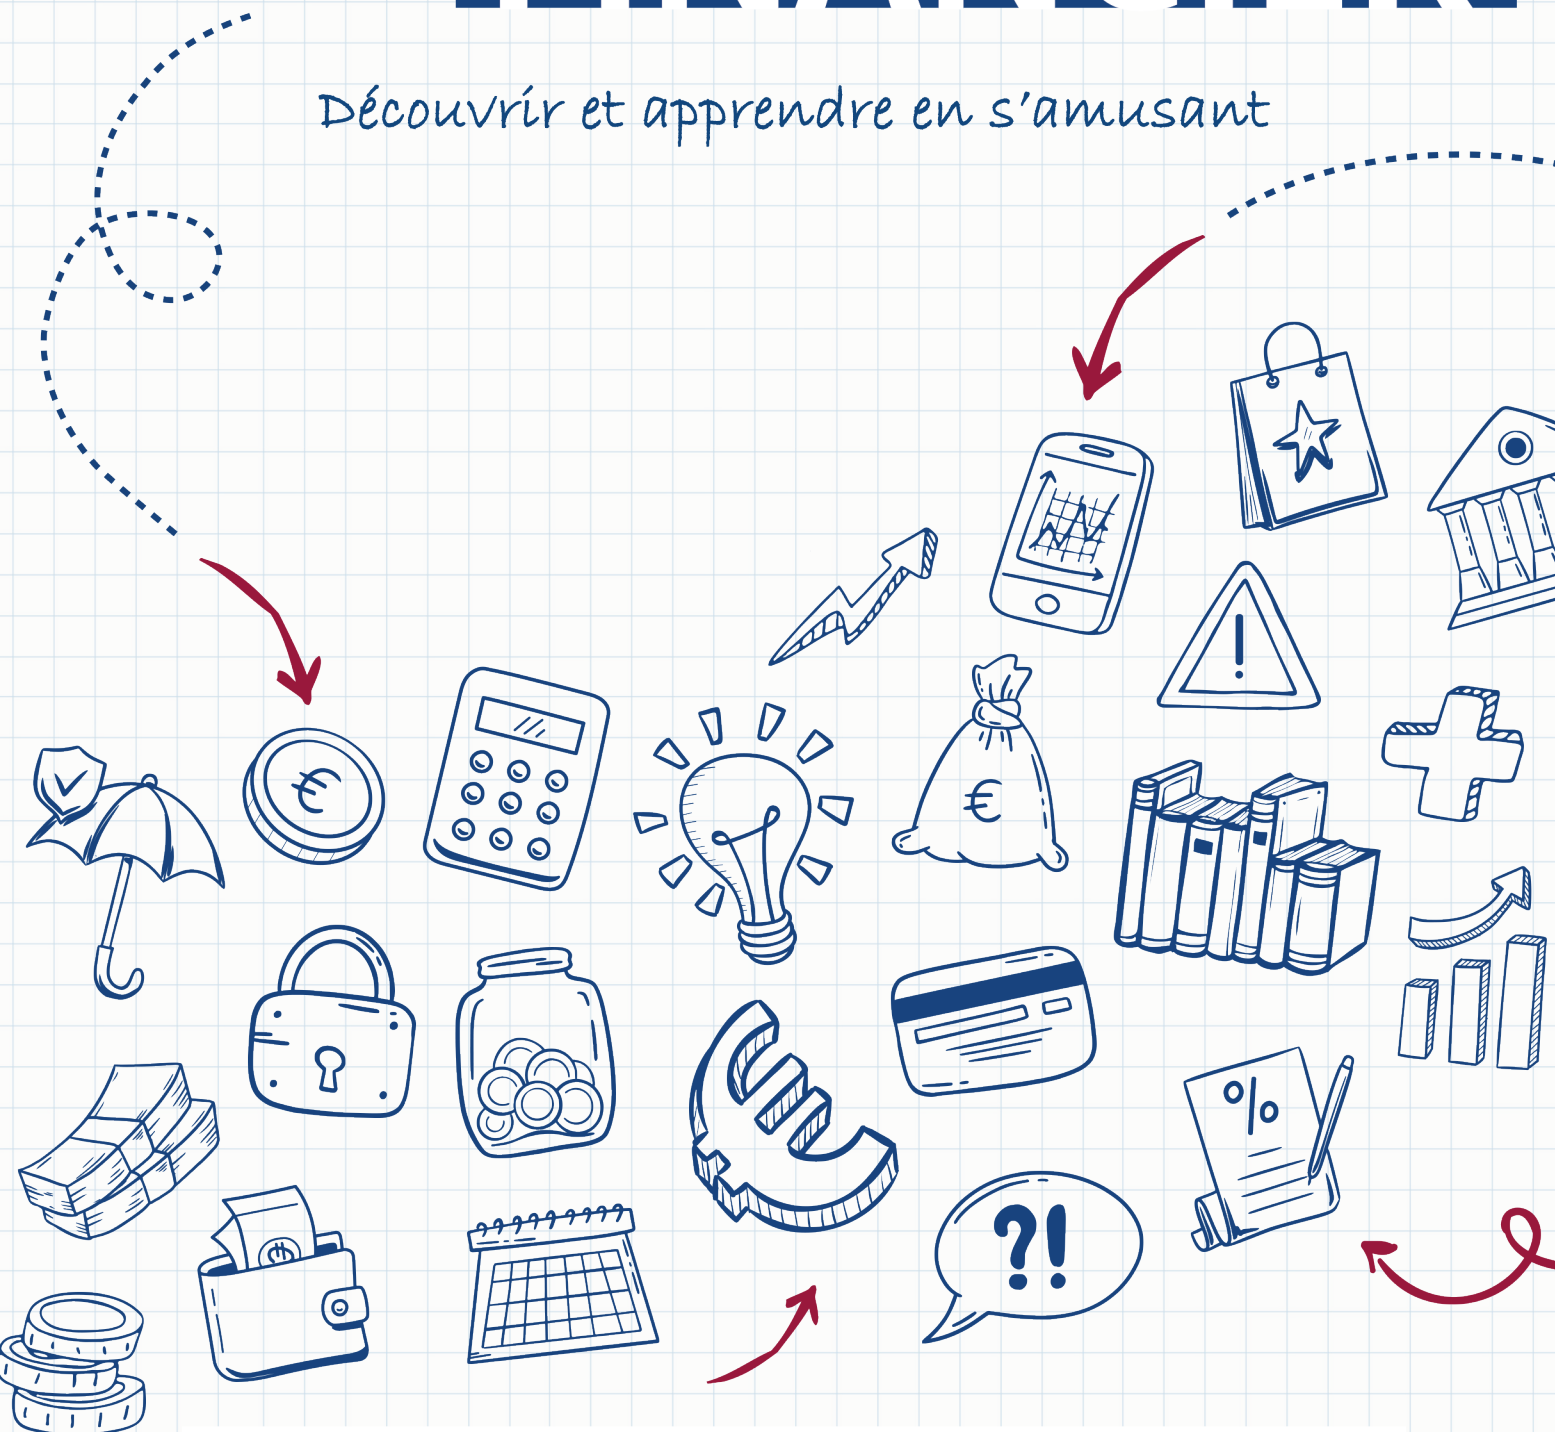 Découvrir et apprendre en s'amusant
€
€
?!
%